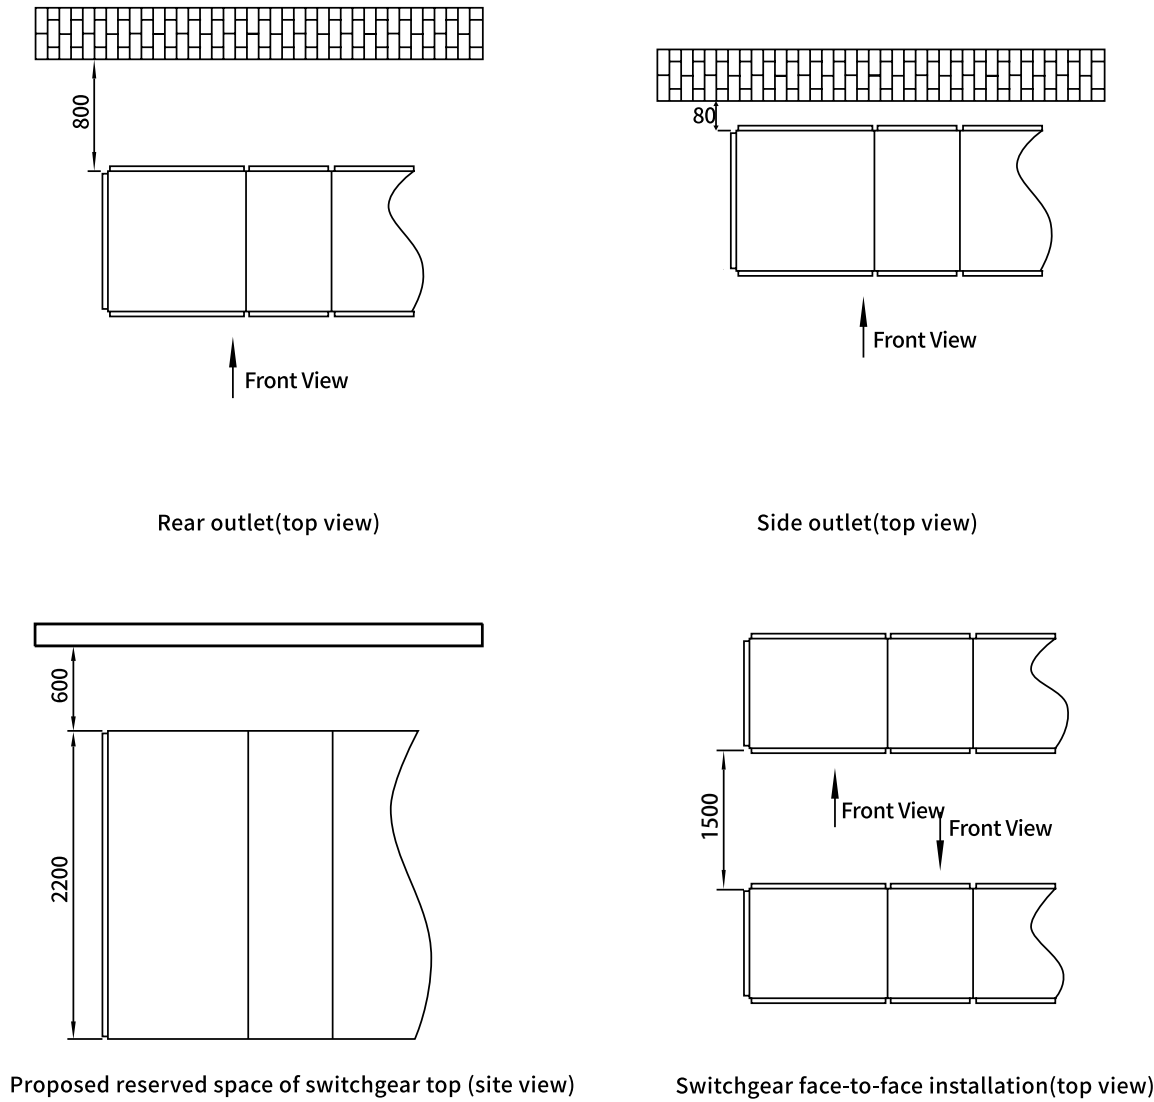 800
Front View
Rear outlet(top view)
80
Front View
Side outlet(top view)
600
2200
Proposed reserved space of switchgear top (site view)
1500
Front View
Front View
Switchgear face-to-face installation(top view)